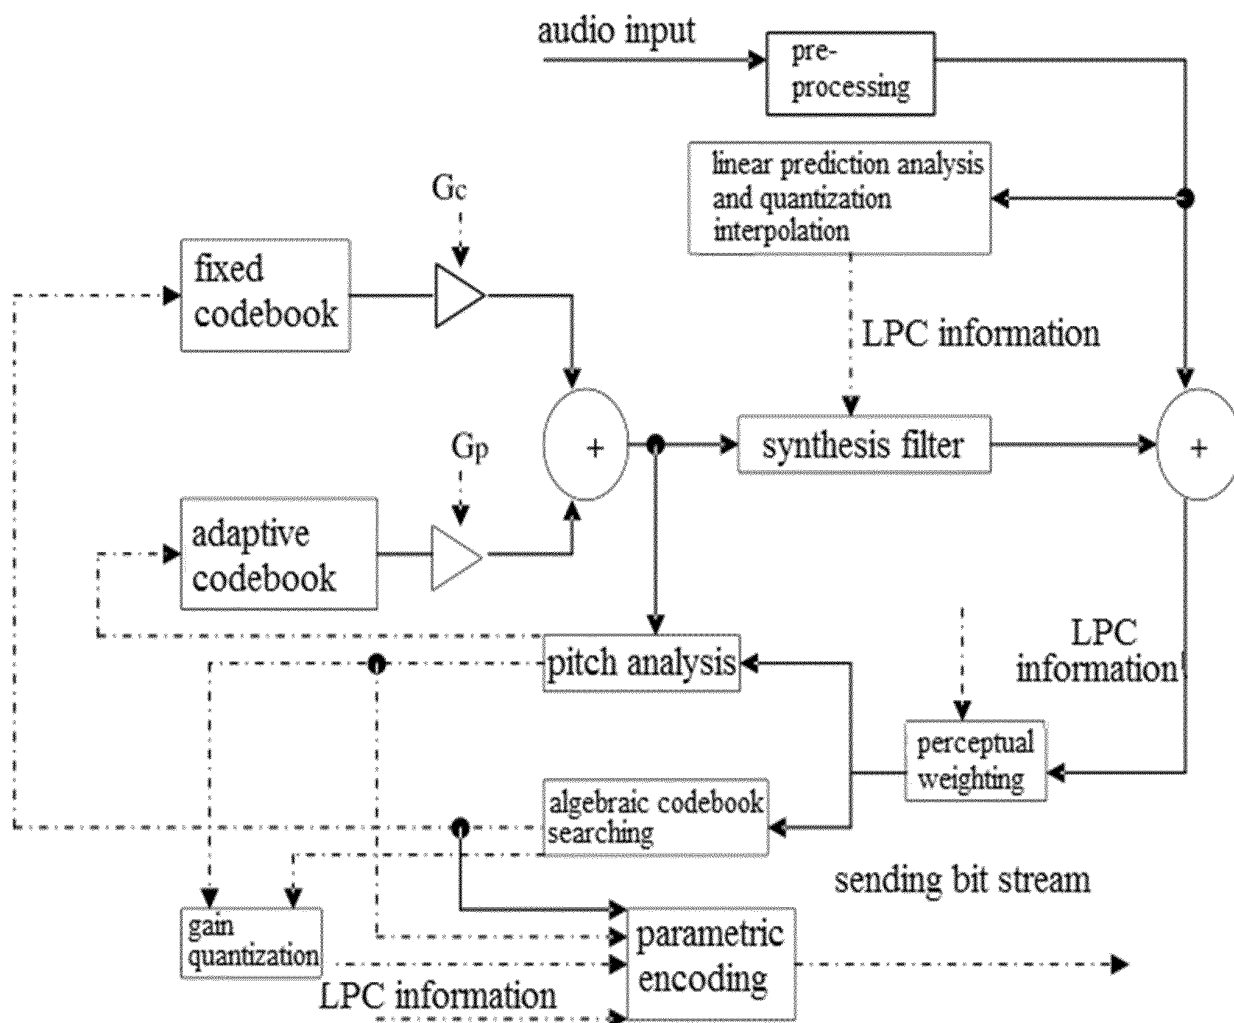 audio input
pre-
processing
linear prediction analysis
and quantization
interpolation
Gc
fixed
codebook
LPC information
+
synthesis filter
+
Gp
adaptive
codebook
LPC
information
pitch analysis
perceptual
weighting
algebraic codebook
searching
sending bit stream
gain
quantization
parametric
encoding
LPC information